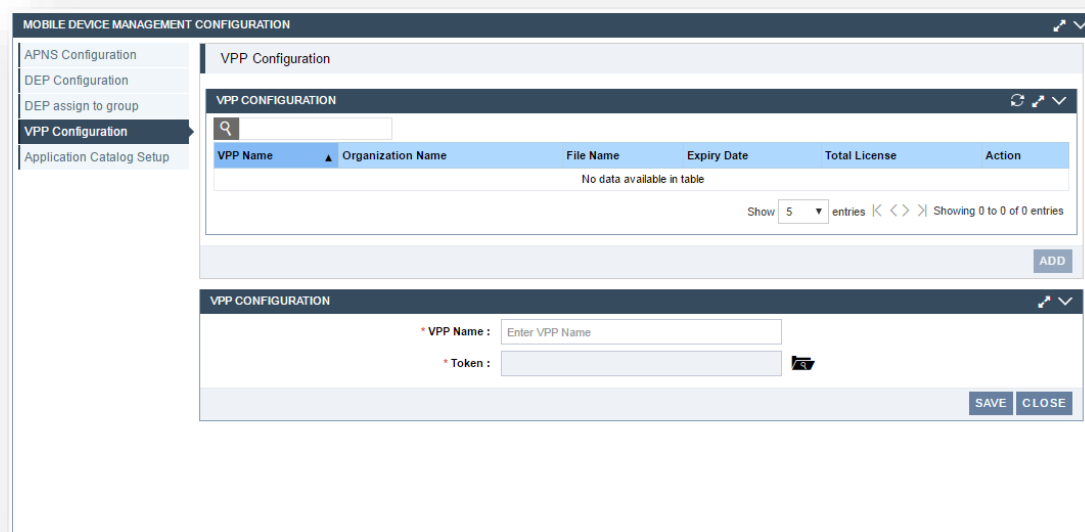 MOBILE DEVICE MANAGEMENT CONFIGURATION
APNS Configuration
DEP Configuration
DEP assign to group
VPP Configuration
Application Catalog Setup
VPP Configuration
VPP CONFIGURATION
VPP Name Organization Name File Name Expiry Date Total License Action
No data available in table
Show 5 entries Showing 0 to 0 of 0 entries
ADD
VPP CONFIGURATION
* VPP Name : Enter VPP Name
* Token :
SAVE CLOSE